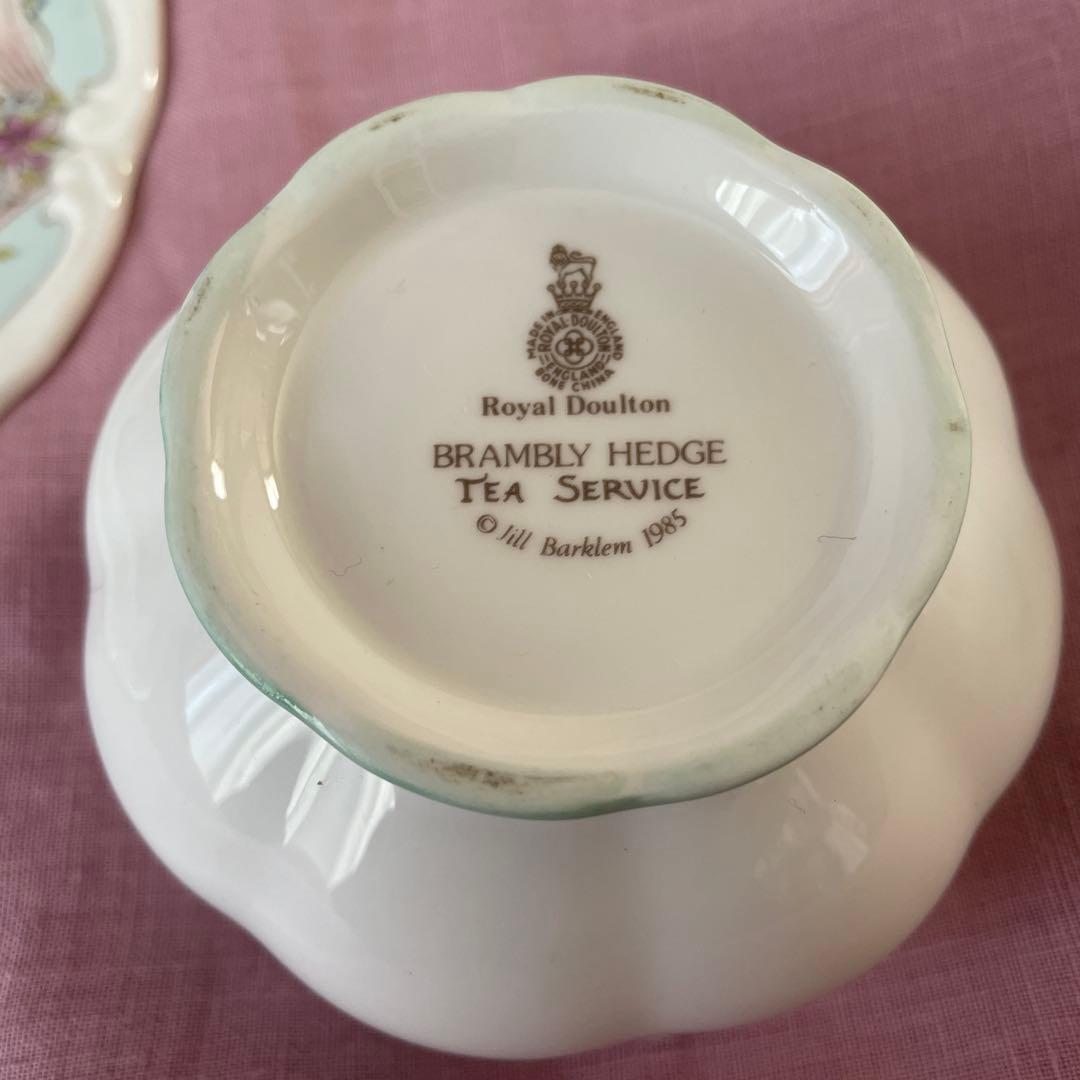 MADE IN ENGLAND
ROYAL·DOULTON
ENGLAND
BONE CHINA
Royal Doulton
BRAMBLY HEDGE
TEA SERVICE
© Jill Barklem 1985